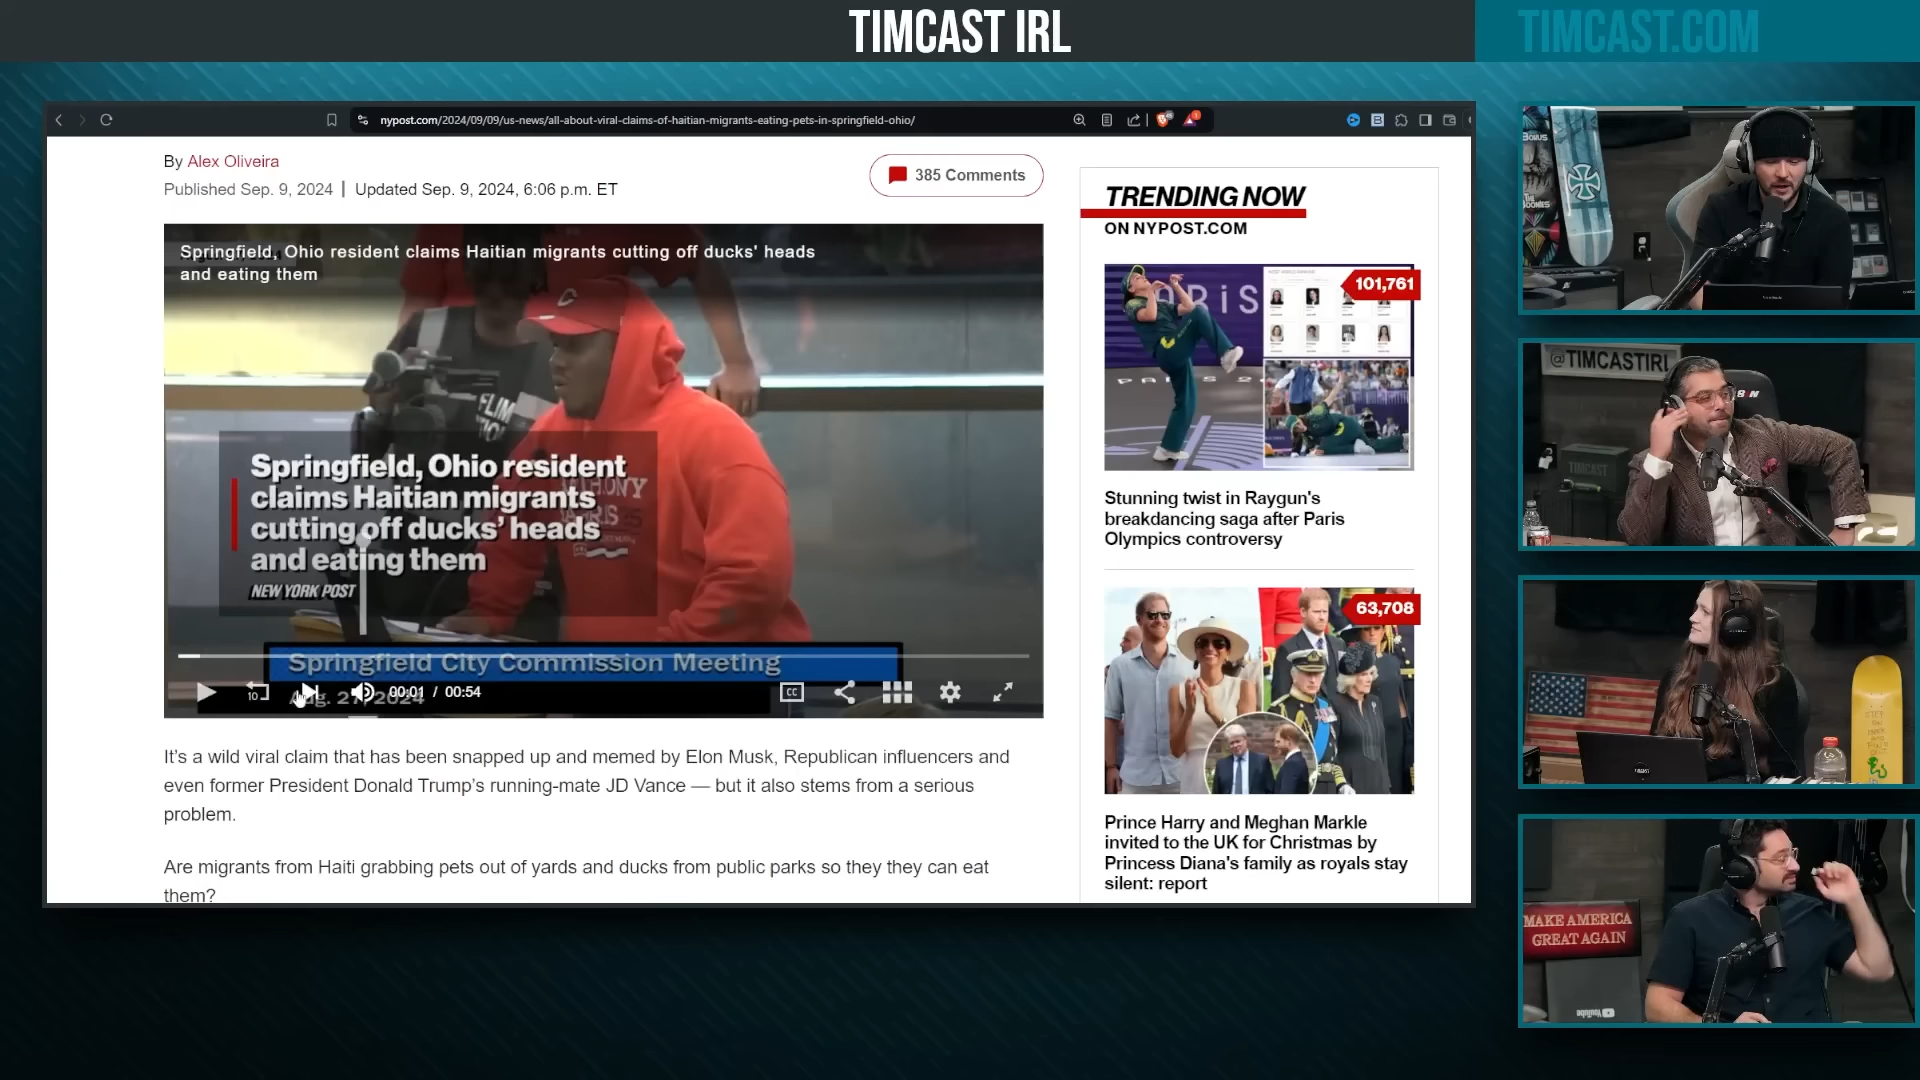 TIMCAST IRL
TIMCAST.COM
nypost.com/2024/09/09/us-news/all-about-viral-claims-of-haitian-migrants-eating-pets-in-springfield-ohio/
By Alex Oliveira
Published Sep. 9, 2024 | Updated Sep. 9, 2024, 6:06 p.m. ET
385 Comments
Springfield, Ohio resident claims Haitian migrants cutting off ducks' heads
and eating them
Springfield, Ohio resident
claims Haitian migrants
cutting off ducks' heads
and eating them
NEW YORK POST
Springfield City Commission Meeting
Aug. 27, 2024
10
00:01 / 00:54
CC
It's a wild viral claim that has been snapped up and memed by Elon Musk, Republican influencers and
even former President Donald Trump's running-mate JD Vance — but it also stems from a serious
problem.
Are migrants from Haiti grabbing pets out of yards and ducks from public parks so they they can eat
them?
TRENDING NOW
ON NYPOST.COM
101,761
PARIS
Stunning twist in Raygun's
breakdancing saga after Paris
Olympics controversy
63,708
Prince Harry and Meghan Markle
invited to the UK for Christmas by
Princess Diana's family as royals stay
silent: report
@TIMCASTIRL
TIMCAST
MAKE AMERICA
GREAT AGAIN
YouTube